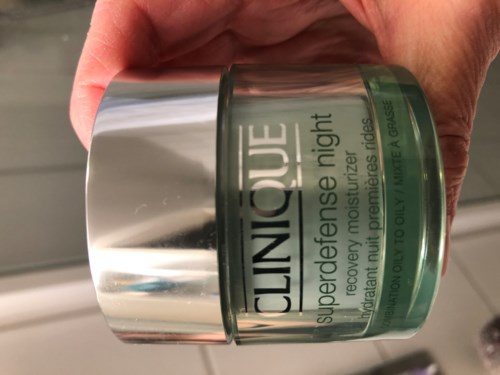 CLINIQUE
superdefense night
recovery moisturizer
hydratant nuit premières rides
COMBINATION OILY TO OILY / MIXTE À GRASSE